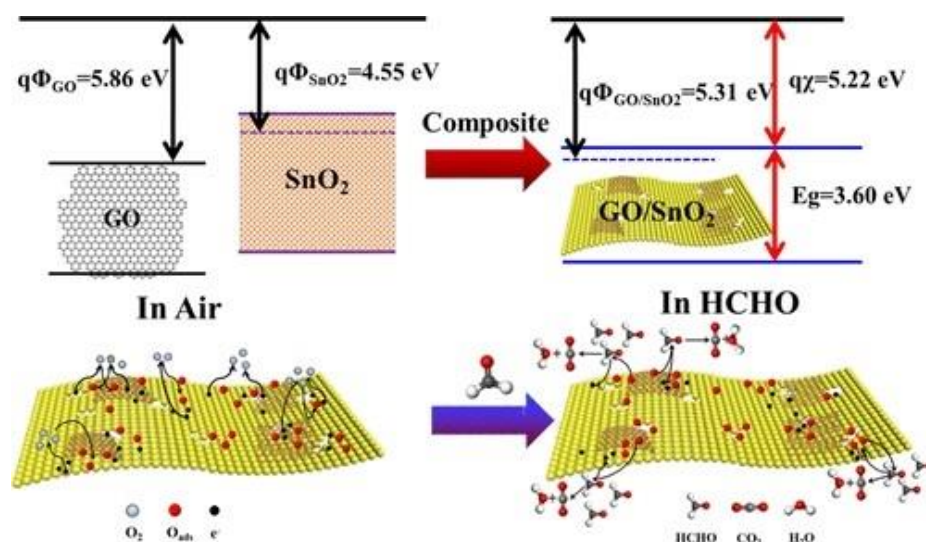 qΦGO=5.86 eV
qΦSnO2=4.55 eV
GO
SnO2
Composite
qΦGO/SnO2=5.31 eV
qχ=5.22 eV
Eg=3.60 eV
GO/SnO2
In Air
In HCHO
+
+
+
+
O2
Oads
e-
HCHO
CO2
H2O